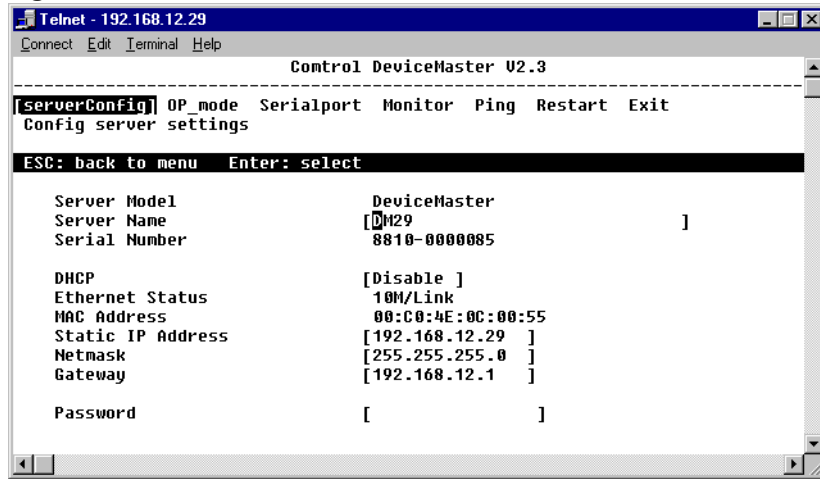 Telnet - 192.168.12.29
Connect Edit Terminal Help
Comtrol DeviceMaster V2.3
--------------------------------------------------------------------------------
[serverConfig] OP_mode Serialport Monitor Ping Restart Exit
Config server settings
ESC: back to menu Enter: select
Server Model DeviceMaster
Server Name [DM29 ]
Serial Number 8810-0000085
DHCP [Disable ]
Ethernet Status 10M/Link
MAC Address 00:C0:4E:0C:00:55
Static IP Address [192.168.12.29 ]
Netmask [255.255.255.0 ]
Gateway [192.168.12.1 ]
Password [ ]